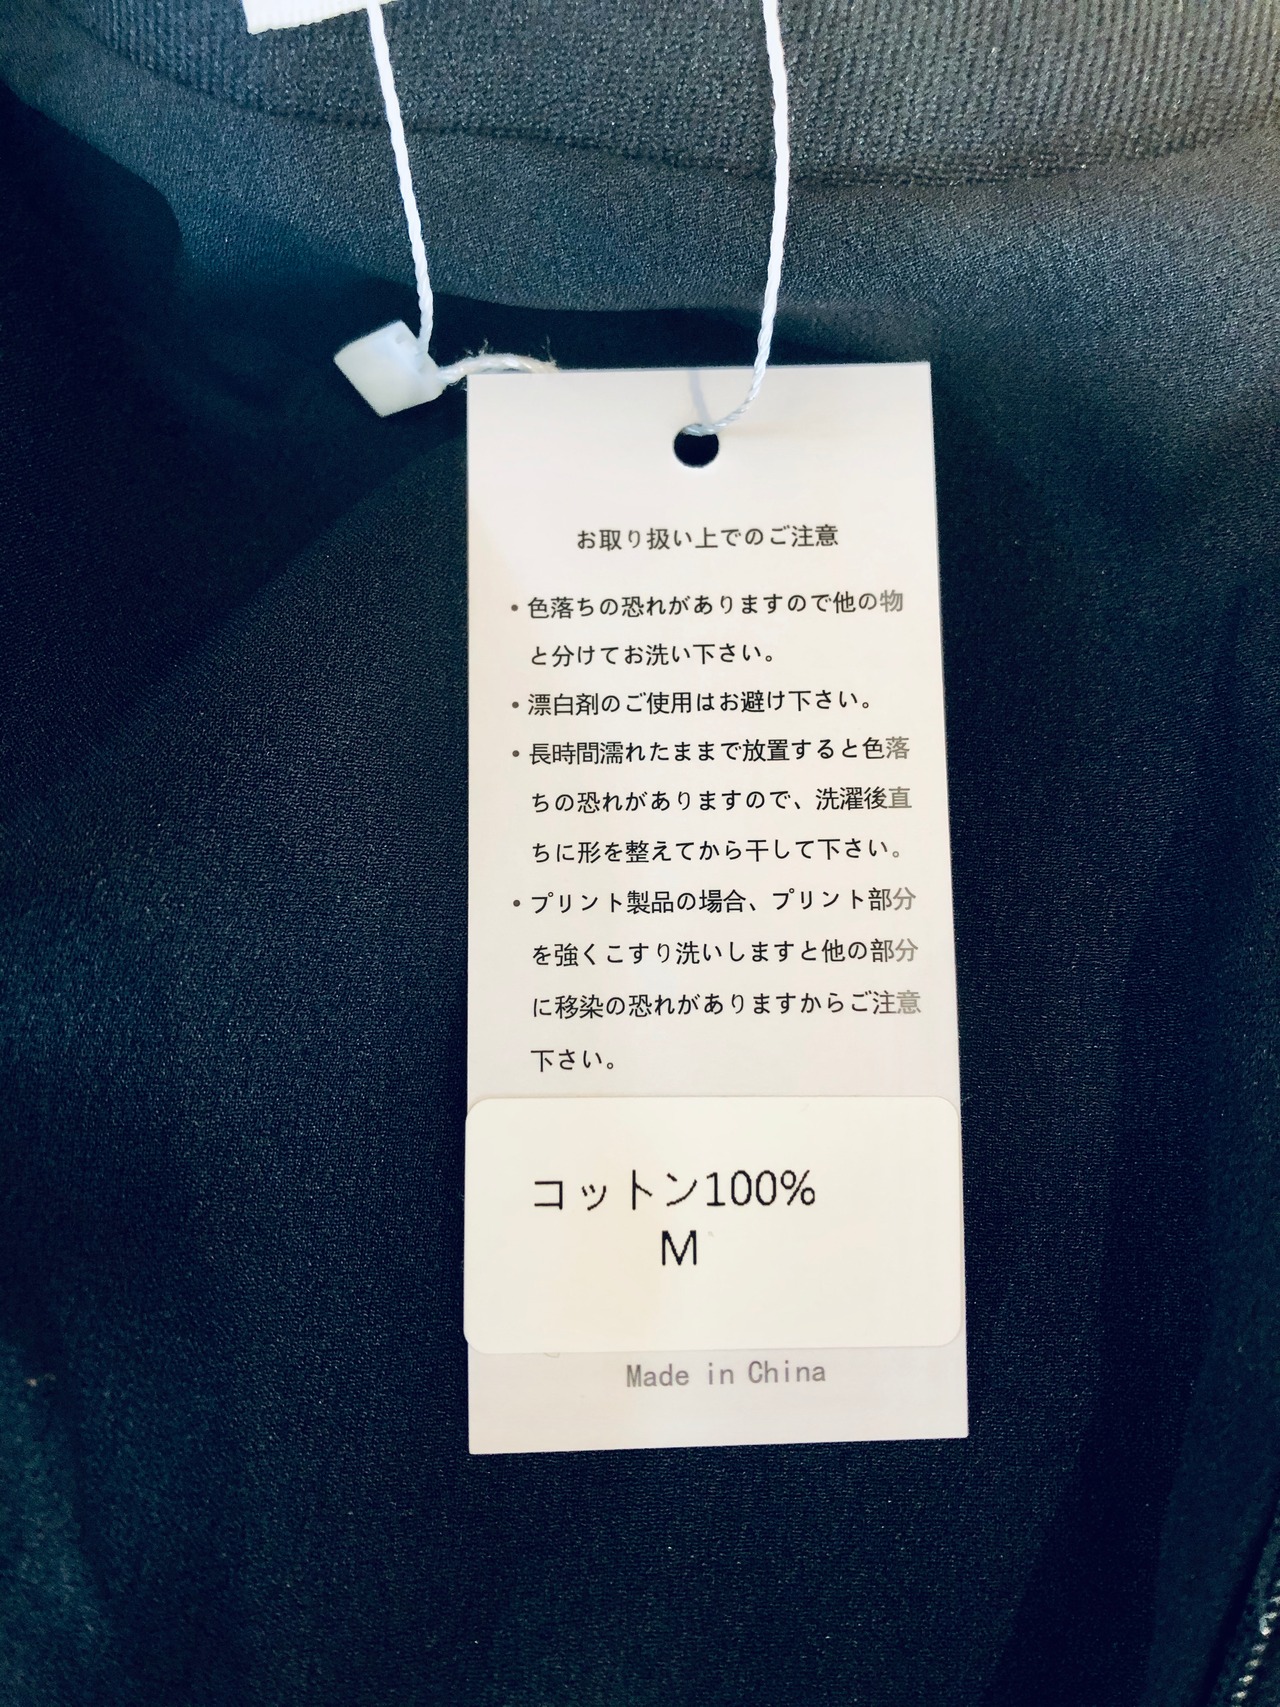 お取り扱い上でのご注意
・色落ちの恐れがありますので他の物
と分けてお洗い下さい。
・漂白剤のご使用はお避け下さい。
・長時間濡れたままで放置すると色落
ちの恐れがありますので、洗濯後直
ちに形を整えてから干して下さい。
・プリント製品の場合、プリント部分
を強くこすり洗いしますと他の部分
に移染の恐れがありますからご注意
下さい。
コットン100%
M
Made in China